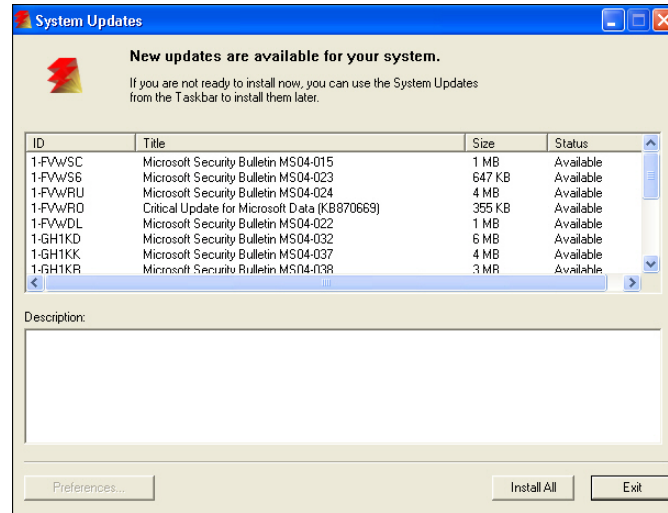 System Updates
New updates are available for your system.
If you are not ready to install now, you can use the System Updates
from the Taskbar to install them later.
ID Title Size Status
1-FVWSC Microsoft Security Bulletin MS04-015 1 MB Available
1-FVWS6 Microsoft Security Bulletin MS04-023 647 KB Available
1-FVWRU Microsoft Security Bulletin MS04-024 4 MB Available
1-FVWRO Critical Update for Microsoft Data (KB870669) 355 KB Available
1-FVWDL Microsoft Security Bulletin MS04-022 1 MB Available
1-GH1KD Microsoft Security Bulletin MS04-032 6 MB Available
1-GH1KK Microsoft Security Bulletin MS04-037 4 MB Available
1-GH1KR Microsoft Security Bulletin MS04-038 3 MB Available
Description:
Preferences... Install All Exit